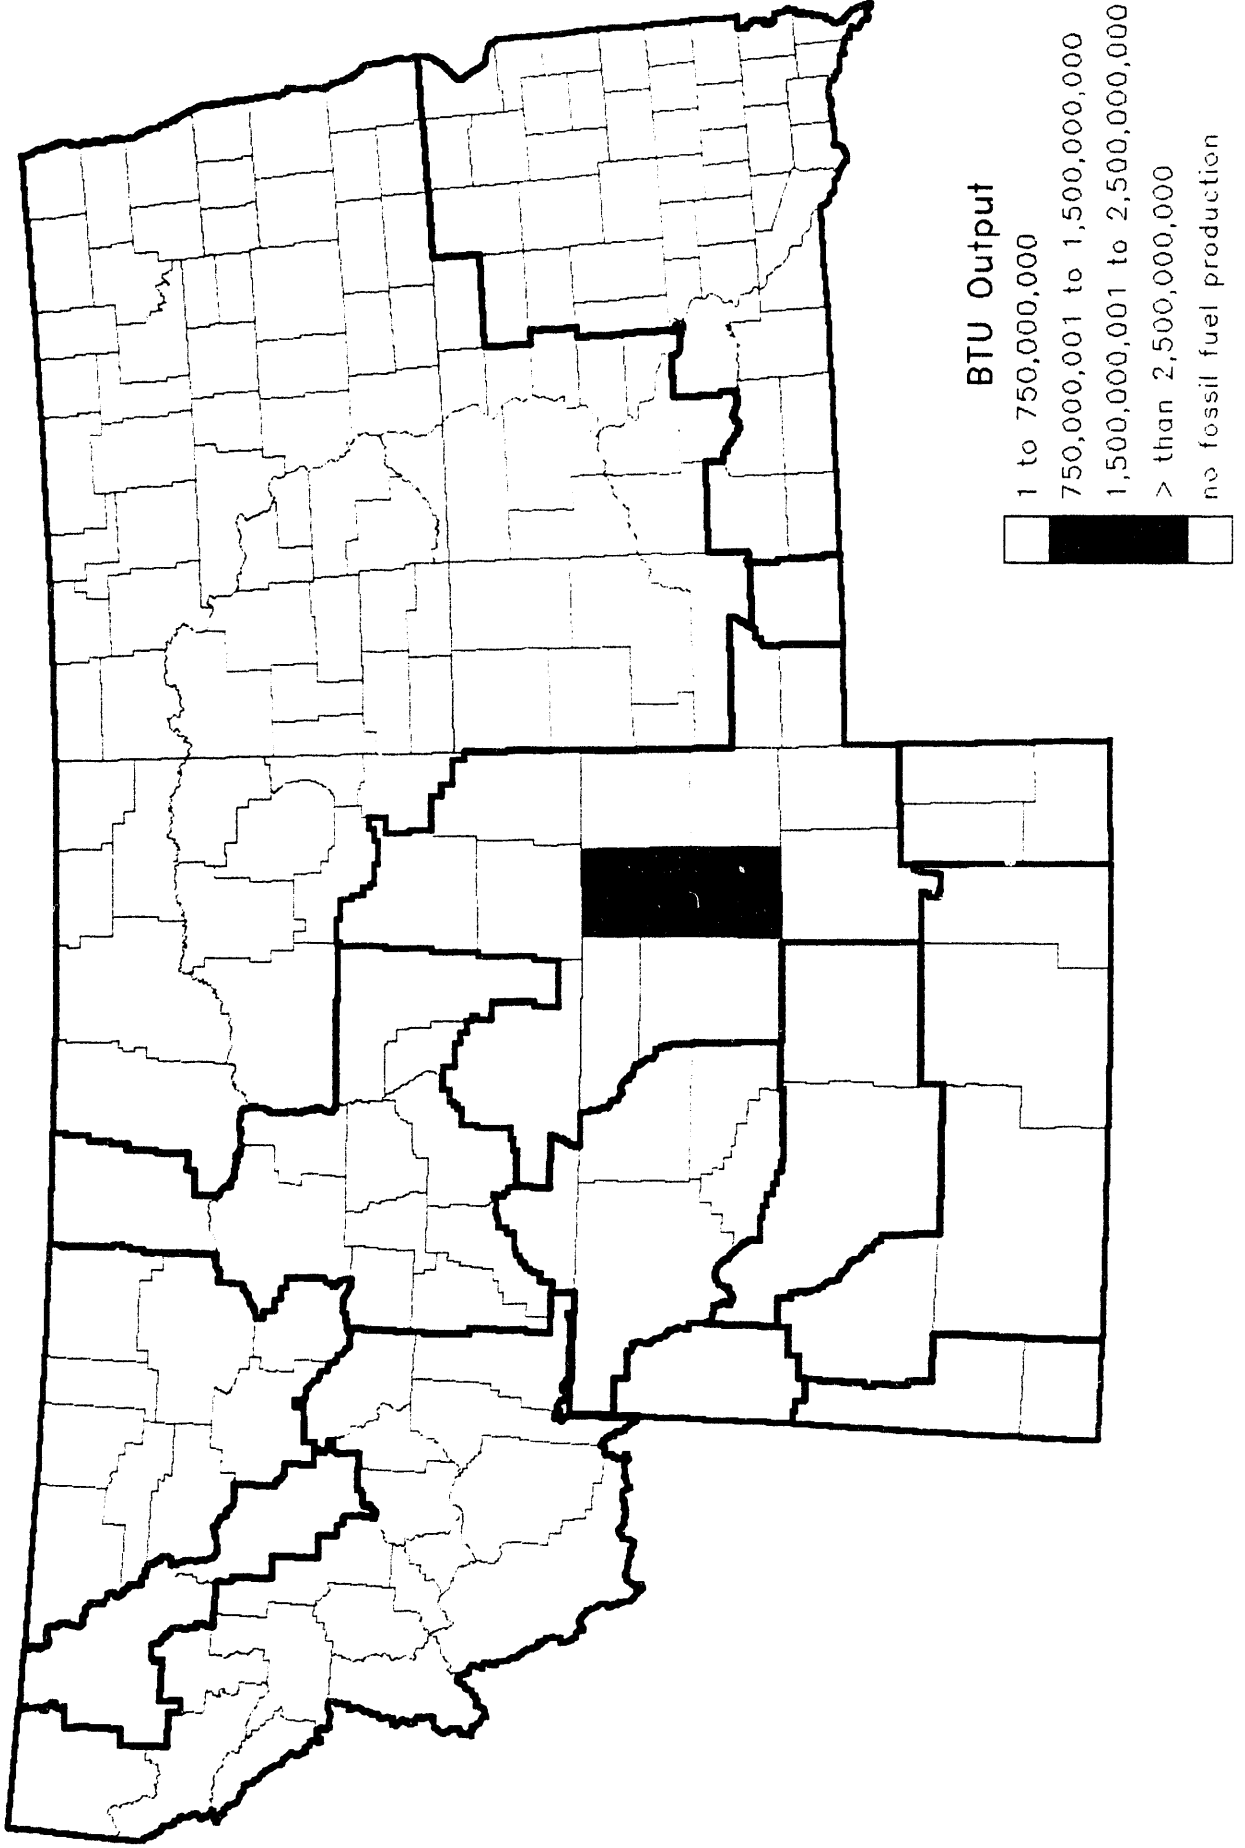 BTU Output
1 to 750,000,000
750,000,001 to 1,500,000,000
1,500,000,001 to 2,500,000,000
> than 2,500,000,000
no fossil fuel production